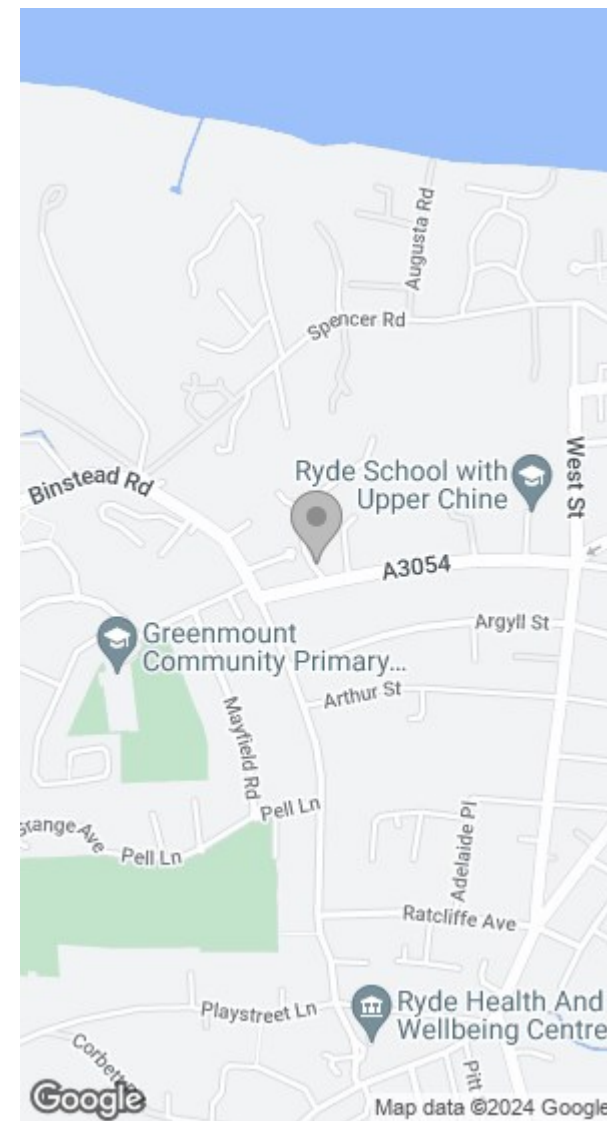 Augusta Rd
Spencer Rd
Binstead Rd
West St
Ryde School with
Upper Chine
A3054
Argyll St
Greenmount
Community Primary...
Arthur St
Mayfield Rd
Pell Ln
stange Ave
Pell Ln
Adelaide Pl
Ratcliffe Ave
Playstreet Ln
Ryde Health And
Wellbeing Centre
Pitt
Google
Map data ©2024 Google